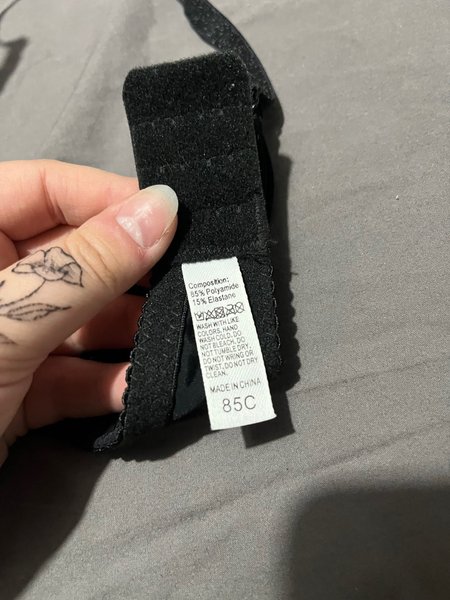 Composition:
85% Polyamide
15% Elastane
WASH WITH LIKE
COLORS, HAND
WASH COLD, DO
NOT BLEACH. DO
NOT TUMBLE DRY
DO NOT WRING OR
TWIST, DO NOT DRY
CLEAN.
MADE IN CHINA
85C